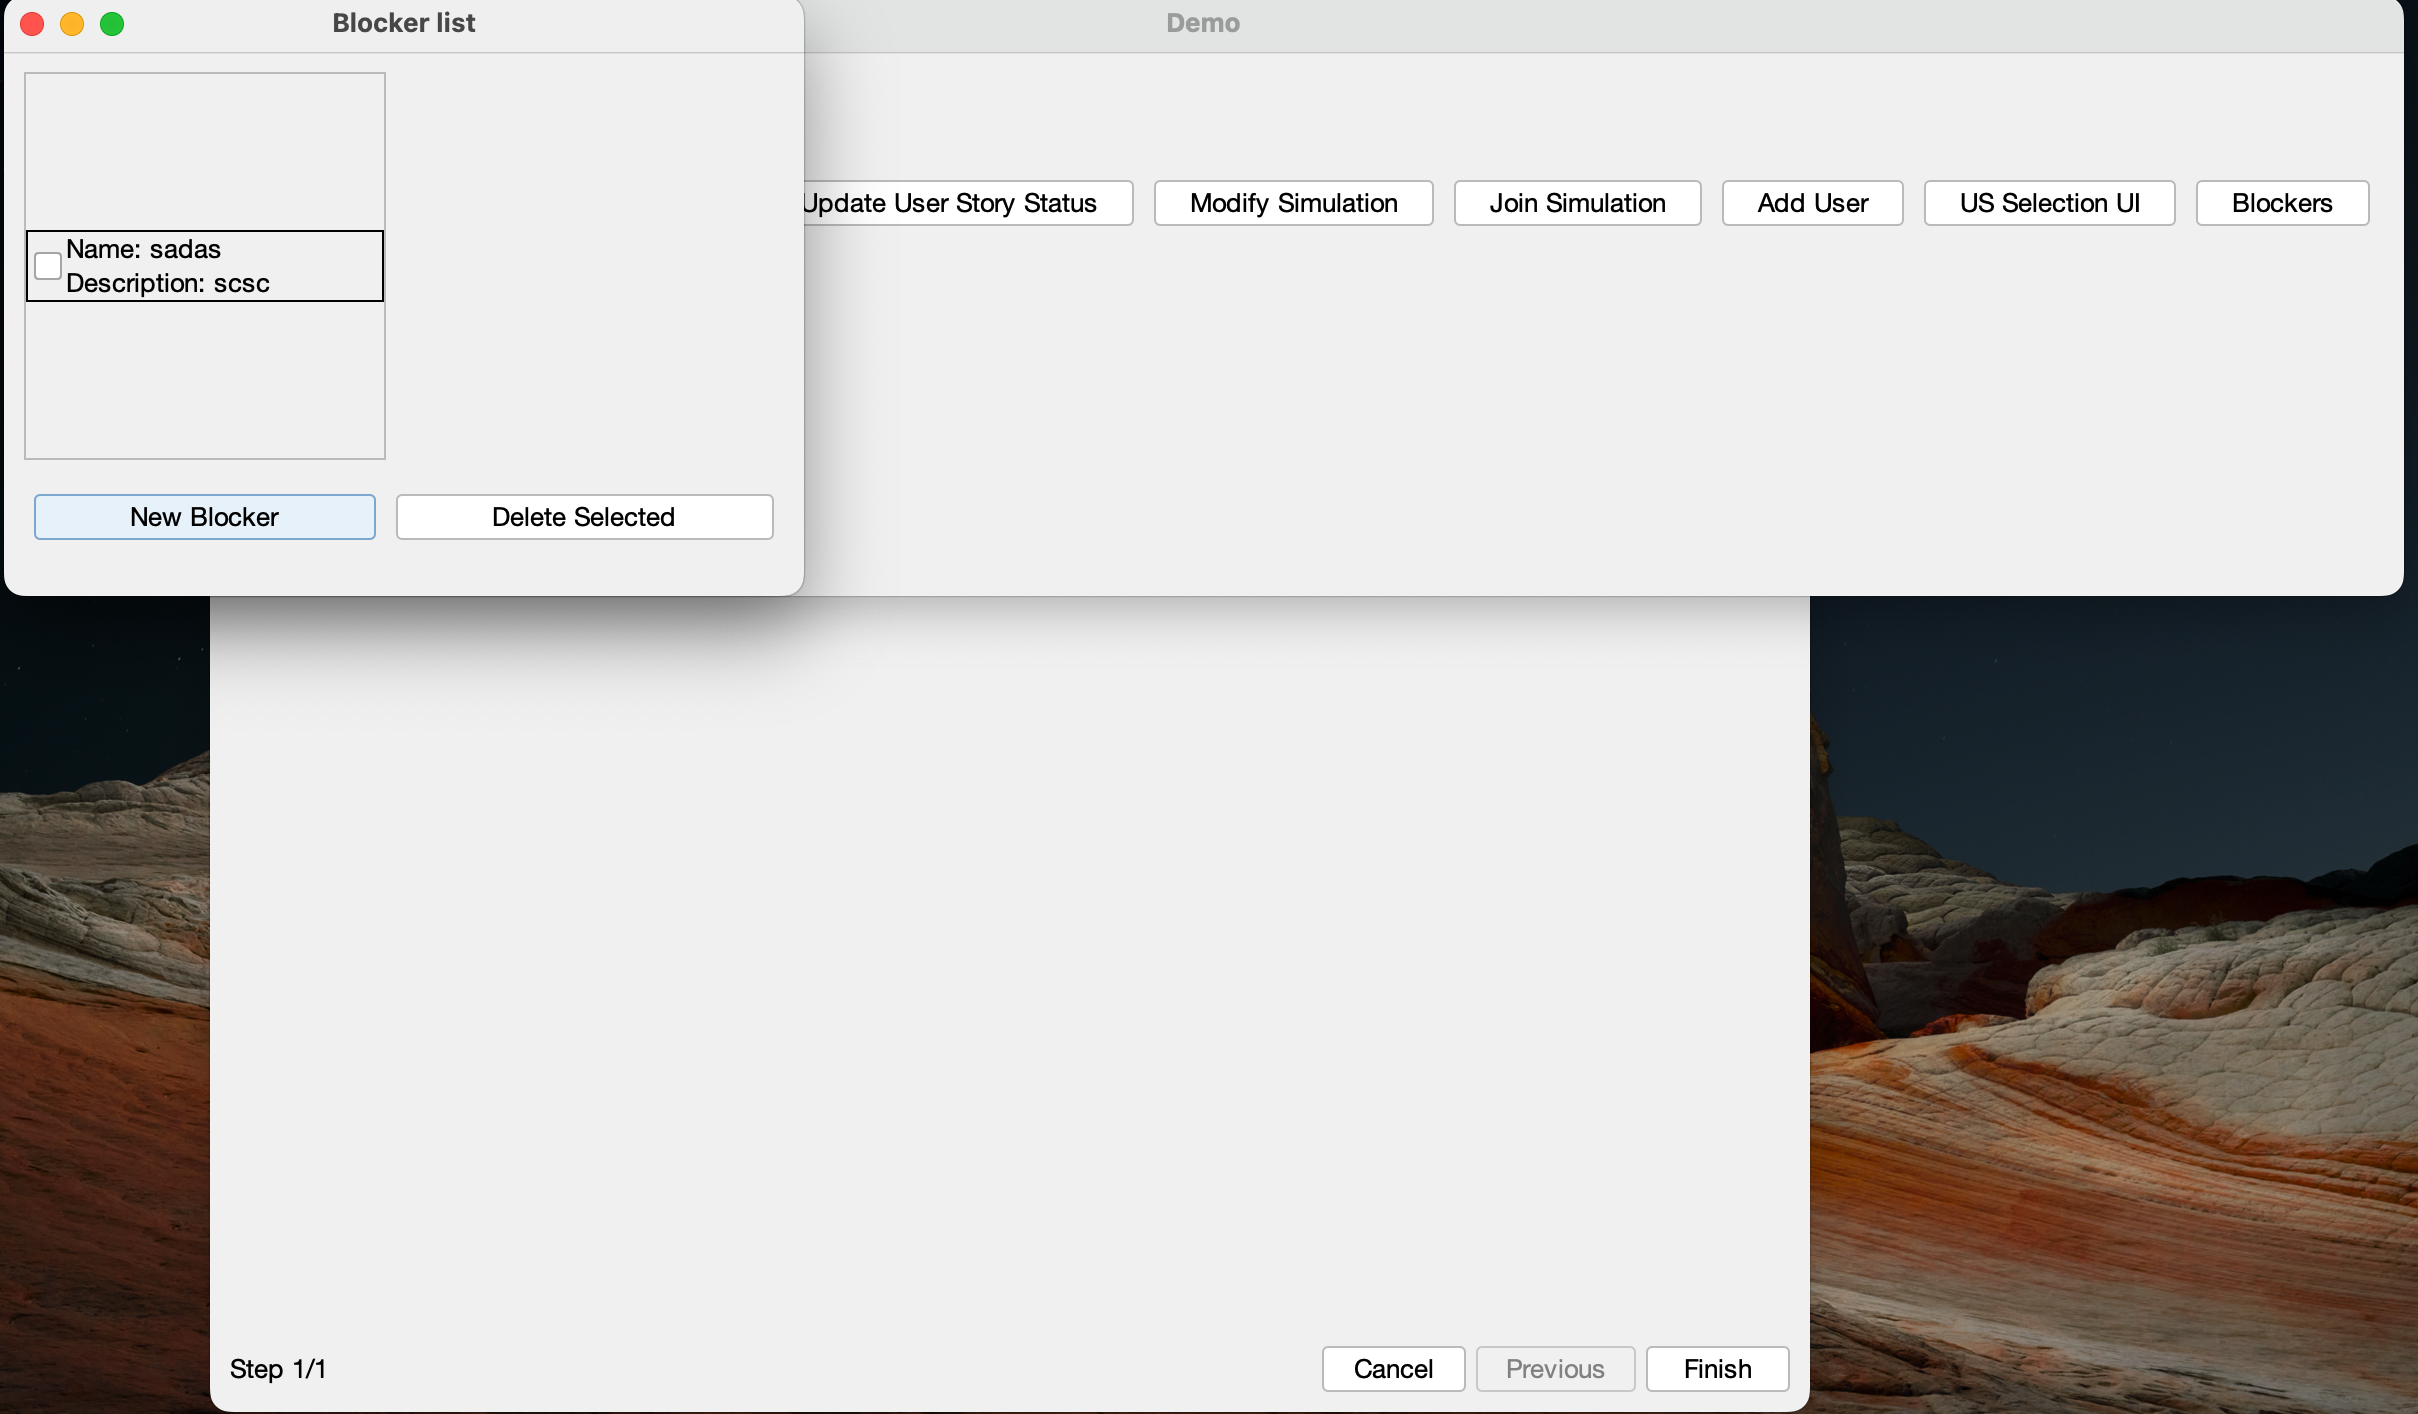 Blocker list
Demo
Update User Story Status
Modify Simulation
Join Simulation
Add User
US Selection UI
Blockers
Name: sadas
Description: scsc
New Blocker
Delete Selected
Step 1/1
Cancel
Previous
Finish